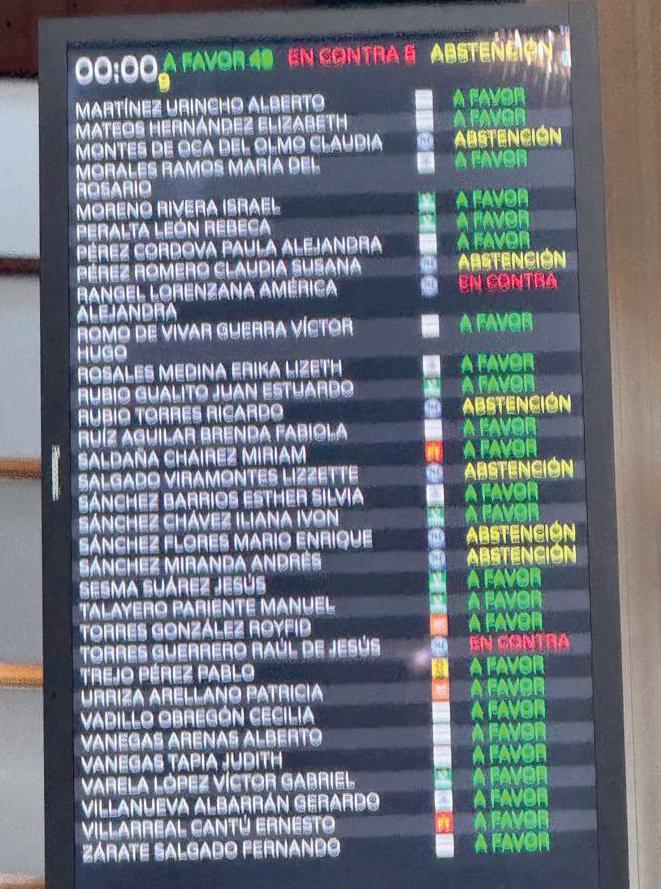 00:00 A FAVOR 40 EN CONTRA 5 ABSTENCIÓN
9
MARTÍNEZ URINCHO ALBERTO A FAVOR
MATEOS HERNÁNDEZ ELIZABETH A FAVOR
MONTES DE OCA DEL OLMO CLAUDIA ABSTENCIÓN
MORALES RAMOS MARÍA DEL A FAVOR
ROSARIO
MORENO RIVERA ISRAEL A FAVOR
PERALTA LEÓN REBECA A FAVOR
PÉREZ CORDOVA PAULA ALEJANDRA A FAVOR
PÉREZ ROMERO CLAUDIA SUSANA ABSTENCIÓN
RANGEL LORENZANA AMÉRICA EN CONTRA
ALEJANDRA
ROMO DE VIVAR GUERRA VÍCTOR A FAVOR
HUGO
ROSALES MEDINA ERIKA LIZETH A FAVOR
RUBIO GUALITO JUAN ESTUARDO A FAVOR
RUBIO TORRES RICARDO ABSTENCIÓN
RUÍZ AGUILAR BRENDA FABIOLA A FAVOR
SALDAÑA CHAIREZ MIRIAM A FAVOR
SALGADO VIRAMONTES LIZZETTE ABSTENCIÓN
SÁNCHEZ BARRIOS ESTHER SILVIA A FAVOR
SÁNCHEZ CHÁVEZ ILIANA IVON A FAVOR
SÁNCHEZ FLORES MARIO ENRIQUE ABSTENCIÓN
SÁNCHEZ MIRANDA ANDRÉS ABSTENCIÓN
SESMA SUÁREZ JESÚS A FAVOR
TALAYERO PARIENTE MANUEL A FAVOR
TORRES GONZÁLEZ ROYFID A FAVOR
TORRES GUERRERO RAÚL DE JESÚS EN CONTRA
TREJO PÉREZ PABLO A FAVOR
URRIZA ARELLANO PATRICIA A FAVOR
VADILLO OBREGÓN CECILIA A FAVOR
VANEGAS ARENAS ALBERTO A FAVOR
VANEGAS TAPIA JUDITH A FAVOR
VARELA LÓPEZ VÍCTOR GABRIEL A FAVOR
VILLANUEVA ALBARRÁN GERARDO A FAVOR
VILLARREAL CANTÚ ERNESTO A FAVOR
ZÁRATE SALGADO FERNANDO A FAVOR